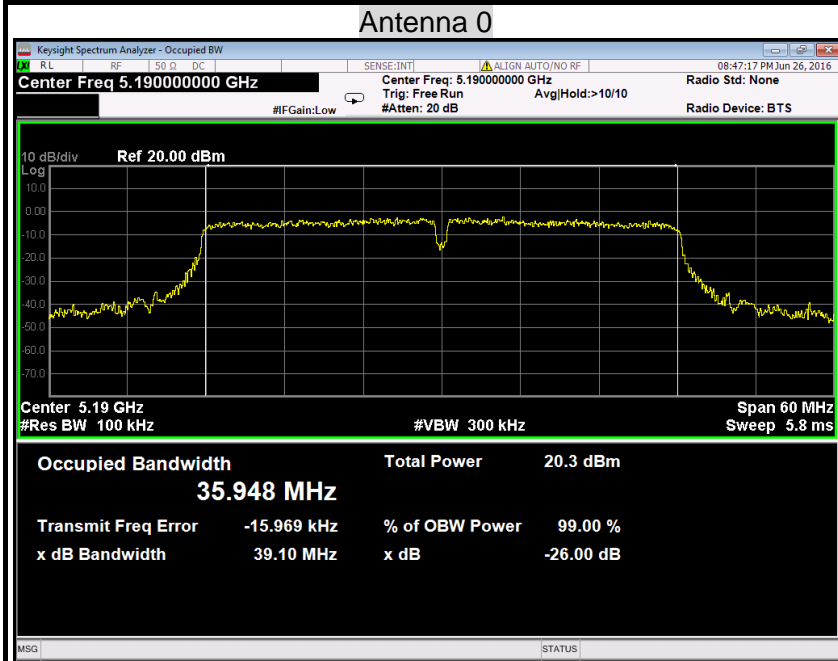 Antenna 0
Keysight Spectrum Analyzer - Occupied BW
LXI RL RF 50 Ω DC SENSE:INT ALIGN AUTO/NO RF 08:47:17 PM Jun 26, 2016
Center Freq 5.190000000 GHz
Center Freq: 5.190000000 GHz
Radio Std: None
Trig: Free Run Avg|Hold:>10/10
#IFGain:Low #Atten: 20 dB Radio Device: BTS
10 dB/div Ref 20.00 dBm
Log
10.0
0.00
-10.0
-20.0
-30.0
-40.0
-50.0
-60.0
-70.0
Center 5.19 GHz Span 60 MHz
#Res BW 100 kHz #VBW 300 kHz Sweep 5.8 ms
Occupied Bandwidth Total Power 20.3 dBm
35.948 MHz
Transmit Freq Error -15.969 kHz % of OBW Power 99.00 %
x dB Bandwidth 39.10 MHz x dB -26.00 dB
MSG STATUS